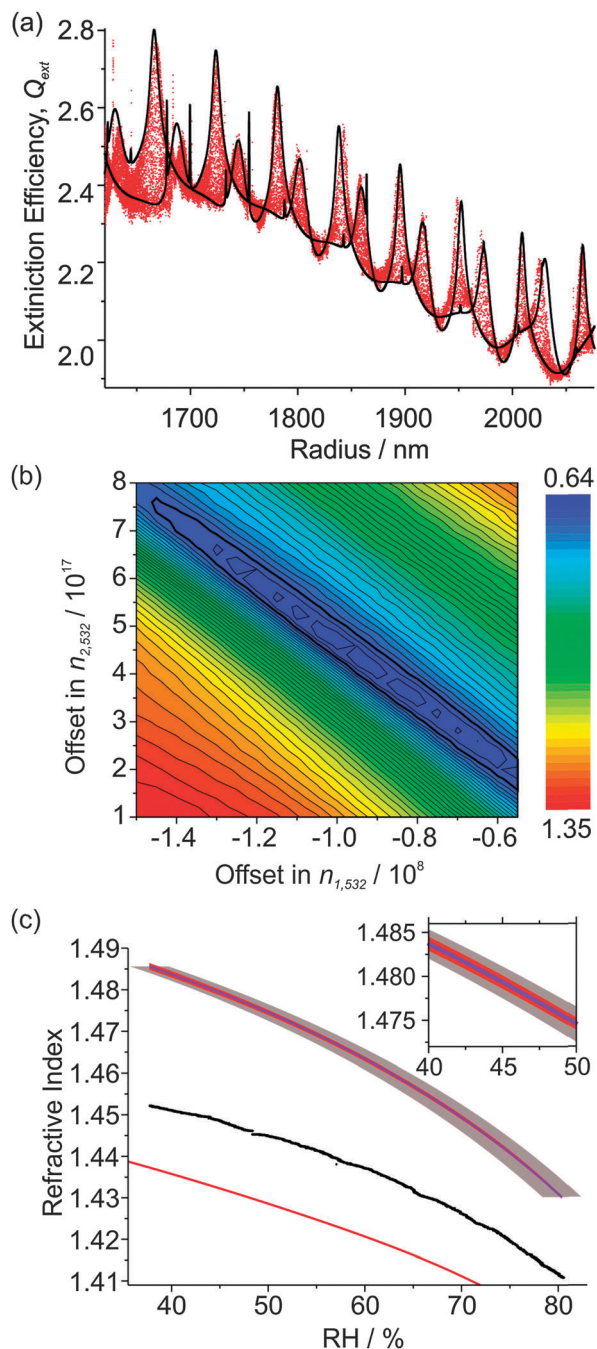 (a)
2.8
2.6
2.4
2.2
2.0
Extiniction Efficiency, Q_ext
1700 1800 1900 2000
Radius / nm
(b)
8
7
6
5
4
3
2
1
Offset in n_2,532 / 10^17
-1.4 -1.2 -1.0 -0.8 -0.6
Offset in n_1,532 / 10^8
0.64
1.35
(c)
1.49
1.48
1.47
1.46
1.45
1.44
1.43
1.42
1.41
Refractive Index
40 50 60 70 80
RH / %
1.485
1.480
1.475
40 45 50